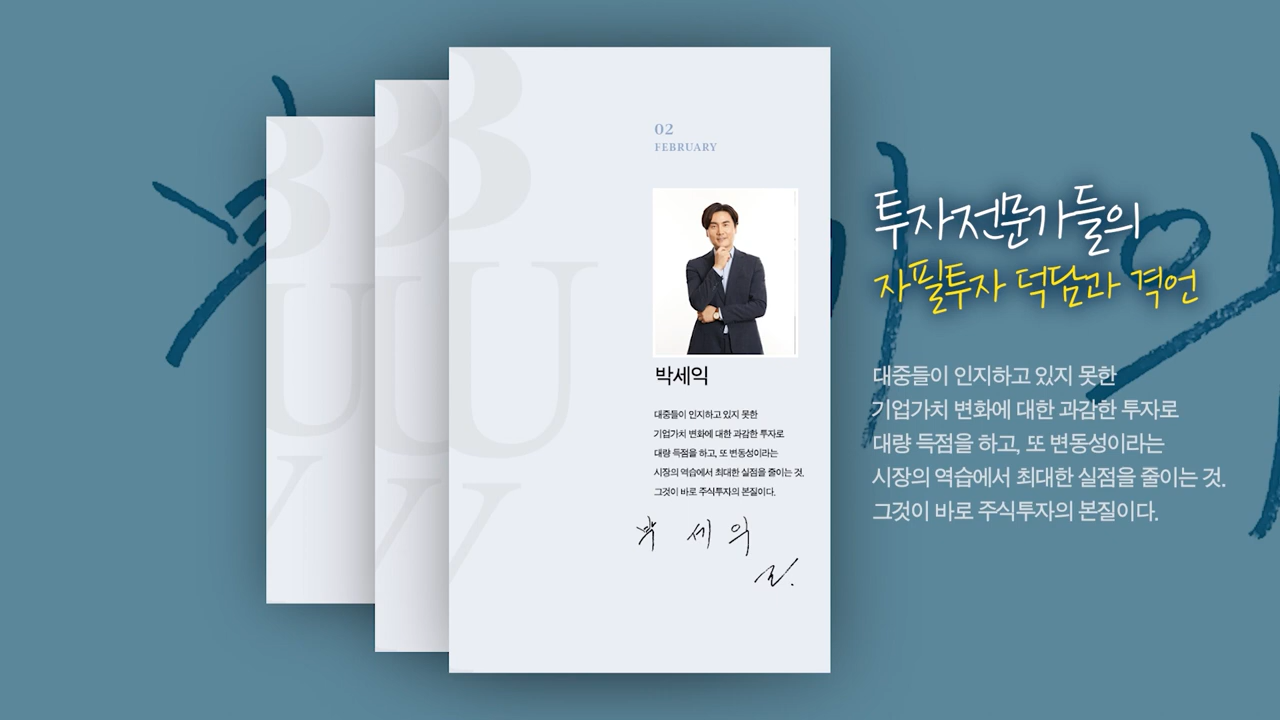 B
B
B
U
U
U
W
W
02
FEBRUARY
박세익
대중들이 인지하고 있지 못한
기업가치 변화에 대한 과감한 투자로
대량 득점을 하고, 또 변동성이라는
시장의 역습에서 최대한 실점을 줄이는 것.
그것이 바로 주식투자의 본질이다.
박 세 익
투자전문가들의
자필투자 덕담과 격언
대중들이 인지하고 있지 못한
기업가치 변화에 대한 과감한 투자로
대량 득점을 하고, 또 변동성이라는
시장의 역습에서 최대한 실점을 줄이는 것.
그것이 바로 주식투자의 본질이다.